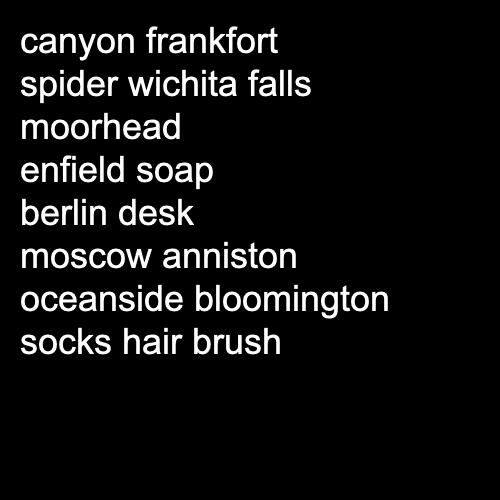 canyon frankfort
spider wichita falls
moorhead
enfield soap
berlin desk
moscow anniston
oceanside bloomington
socks hair brush